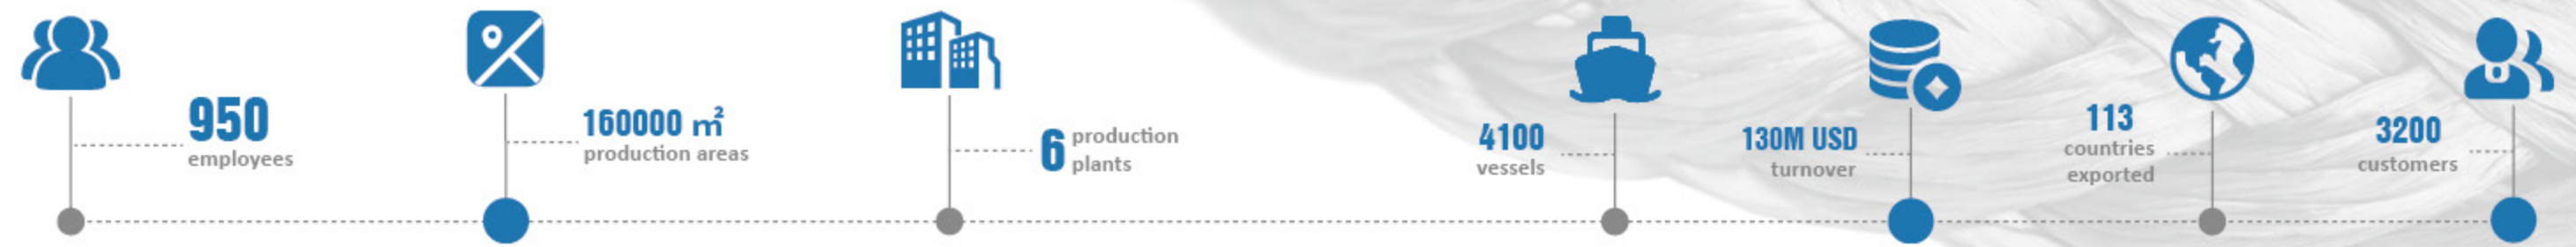 950
employees
160000 m²
production areas
6 production
plants
4100
vessels
130M USD
turnover
113
countries
exported
3200
customers